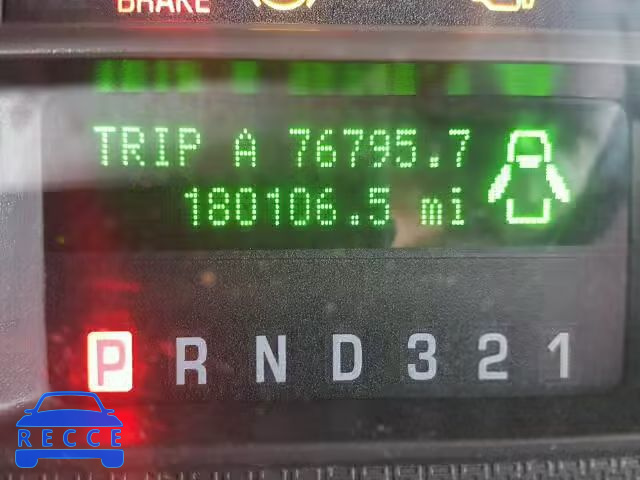 BRAKE
TRIP A 76795.7
180106.5 mi
P R N D 3 2 1
RECCE